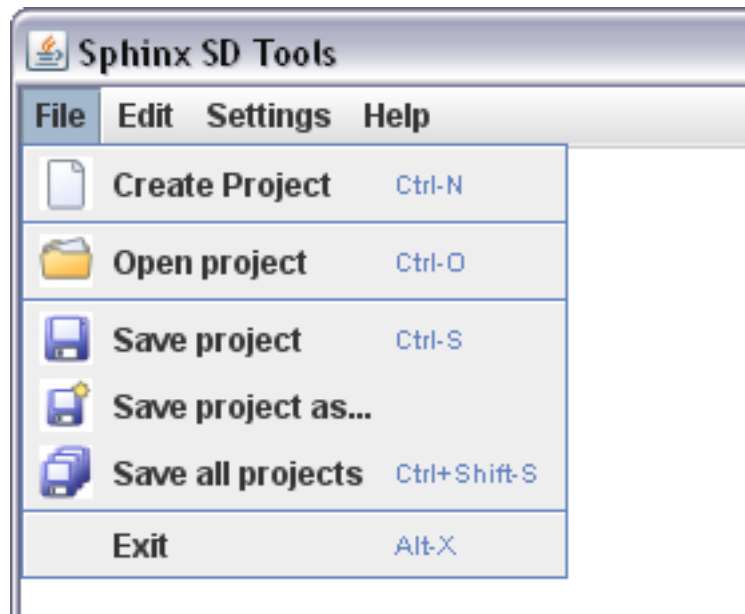 Sphinx SD Tools
File Edit Settings Help
Create Project Ctrl-N
Open project Ctrl-O
Save project Ctrl-S
Save project as...
Save all projects Ctrl+Shift-S
Exit Alt-X